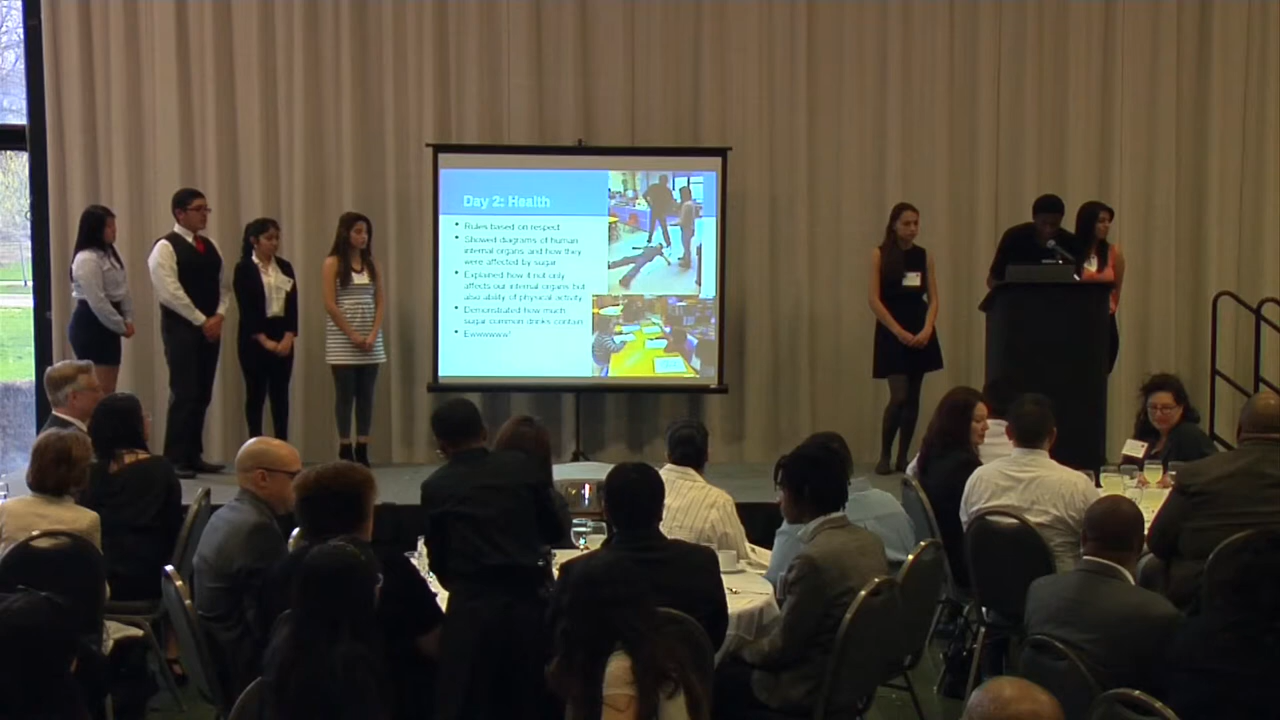 Day 2: Health
• Rules based on respect
• Showed diagrams of human
internal organs and how they
were affected by sugar
• Explained how it not only
affects our internal organs but
also ability of physical activity
• Demonstrated how much
sugar common drinks contain
• Ewwwwww!